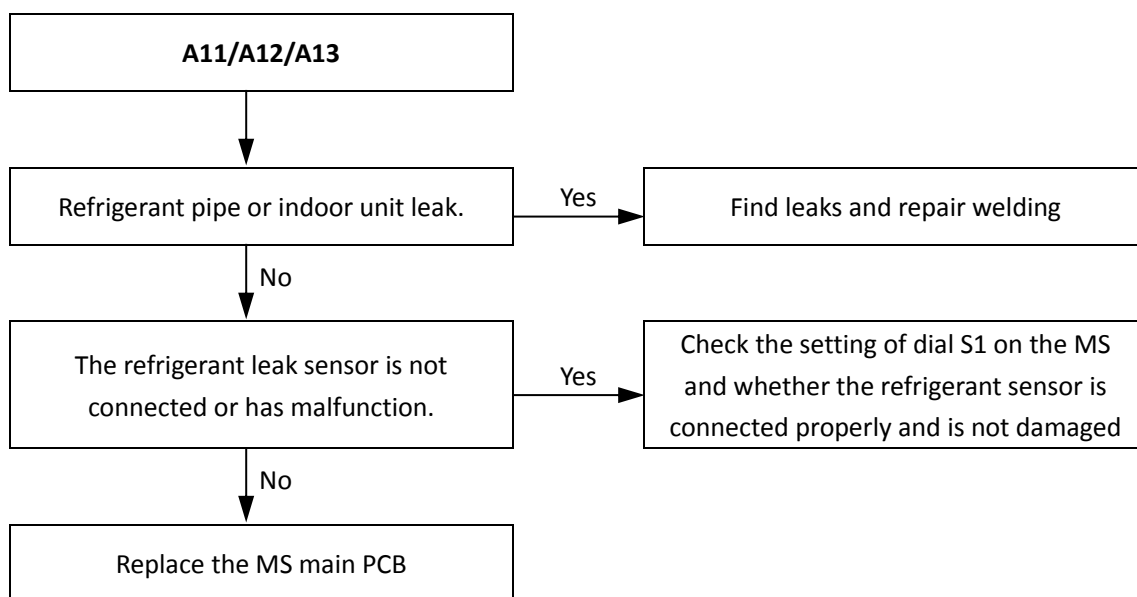 A11/A12/A13
Refrigerant pipe or indoor unit leak.
Yes
Find leaks and repair welding
No
The refrigerant leak sensor is not
connected or has malfunction.
Yes
Check the setting of dial S1 on the MS
and whether the refrigerant sensor is
connected properly and is not damaged
No
Replace the MS main PCB